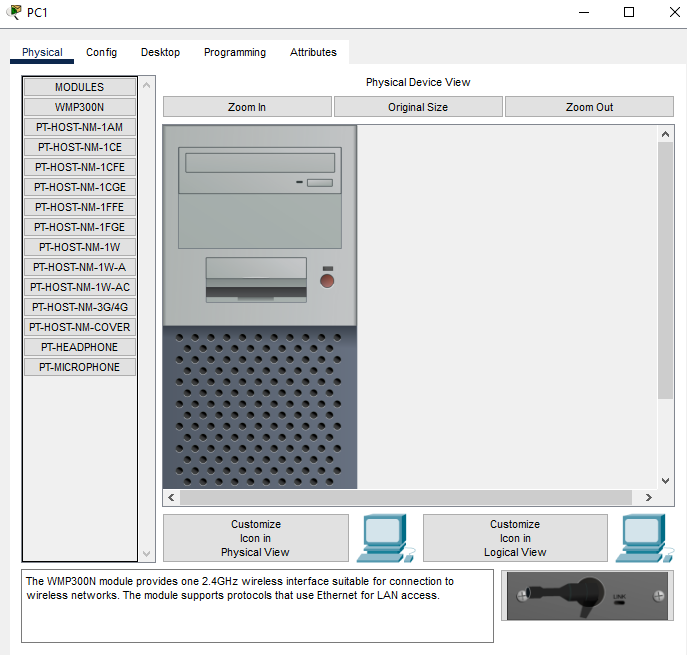 PC1
Physical
Config
Desktop
Programming
Attributes
MODULES
WMP300N
PT-HOST-NM-1AM
PT-HOST-NM-1CE
PT-HOST-NM-1CFE
PT-HOST-NM-1CGE
PT-HOST-NM-1FFE
PT-HOST-NM-1FGE
PT-HOST-NM-1W
PT-HOST-NM-1W-A
PT-HOST-NM-1W-AC
PT-HOST-NM-3G/4G
PT-HOST-NM-COVER
PT-HEADPHONE
PT-MICROPHONE
Physical Device View
Zoom In
Original Size
Zoom Out
Customize
Icon in
Physical View
Customize
Icon in
Logical View
The WMP300N module provides one 2.4GHz wireless interface suitable for connection to
wireless networks. The module supports protocols that use Ethernet for LAN access.
LINK